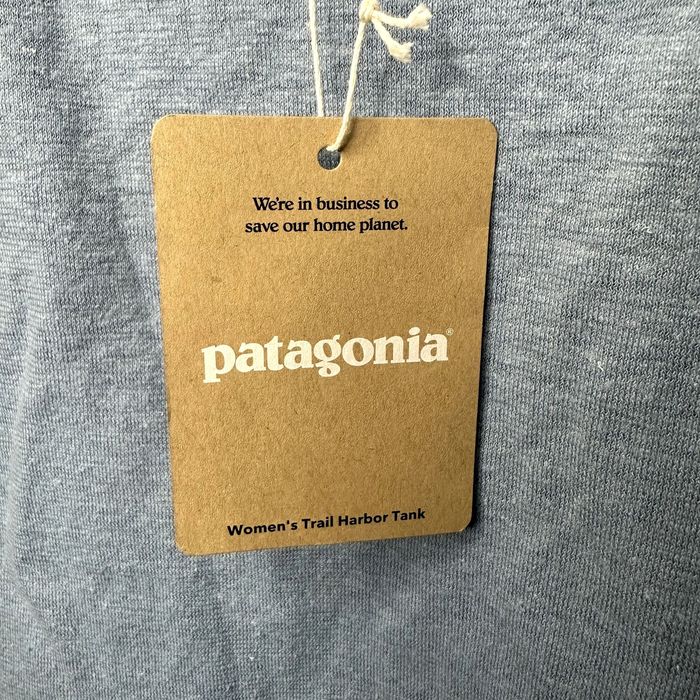 We're in business to
save our home planet.
patagonia®
Women's Trail Harbor Tank